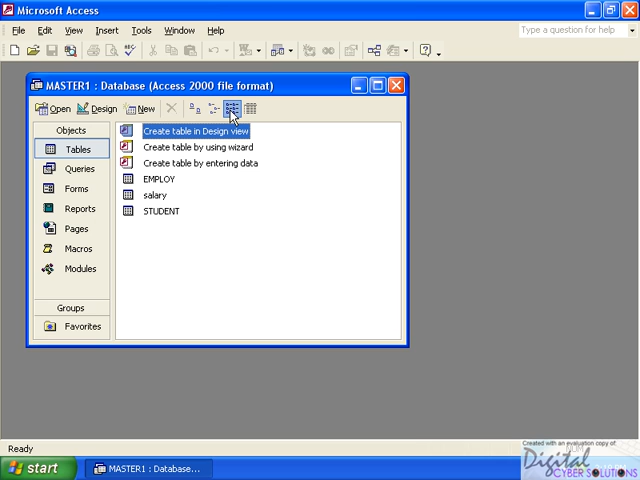 Microsoft Access
File Edit View Insert Tools Window Help
Type a question for help
MASTER1 : Database (Access 2000 file format)
Open Design New
Objects
Tables
Queries
Forms
Reports
Pages
Macros
Modules
Groups
Favorites
Create table in Design view
Create table by using wizard
Create table by entering data
EMPLOY
salary
STUDENT
Ready
Created with an evaluation copy of
Digital
CYBER SOLUTIONS
start
MASTER1 : Database...